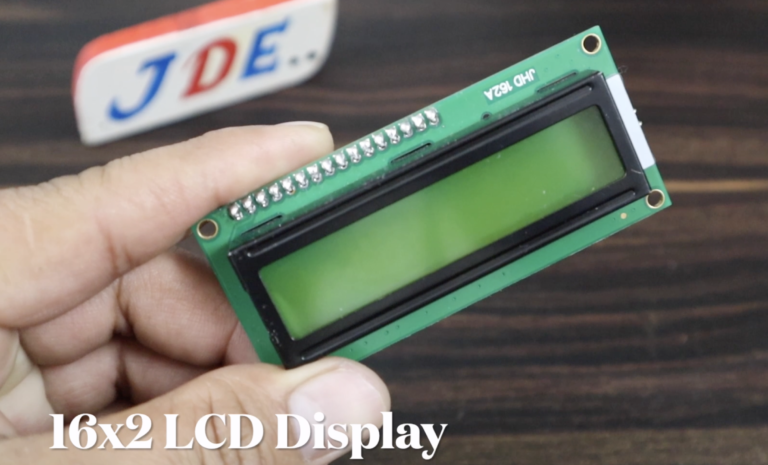 JDE..
JHD 162A
16x2 LCD Display